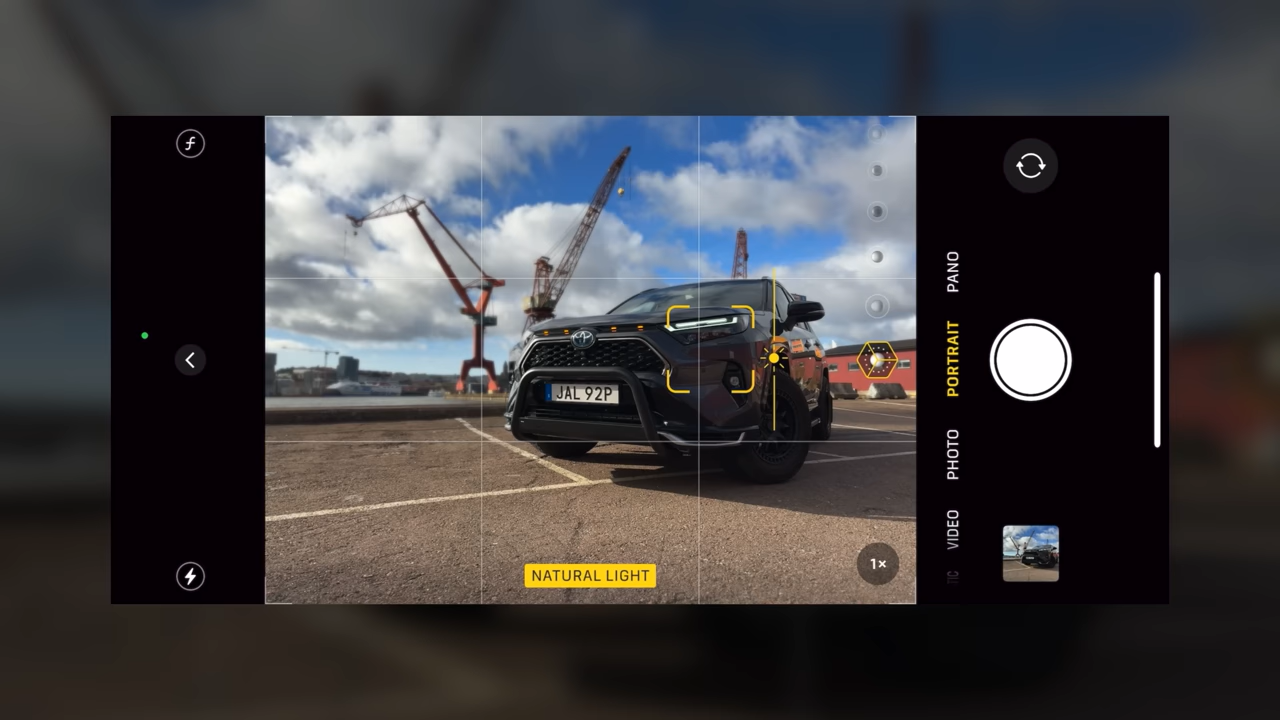 f
JAL 92P
NATURAL LIGHT
1×
PANO
PORTRAIT
PHOTO
VIDEO